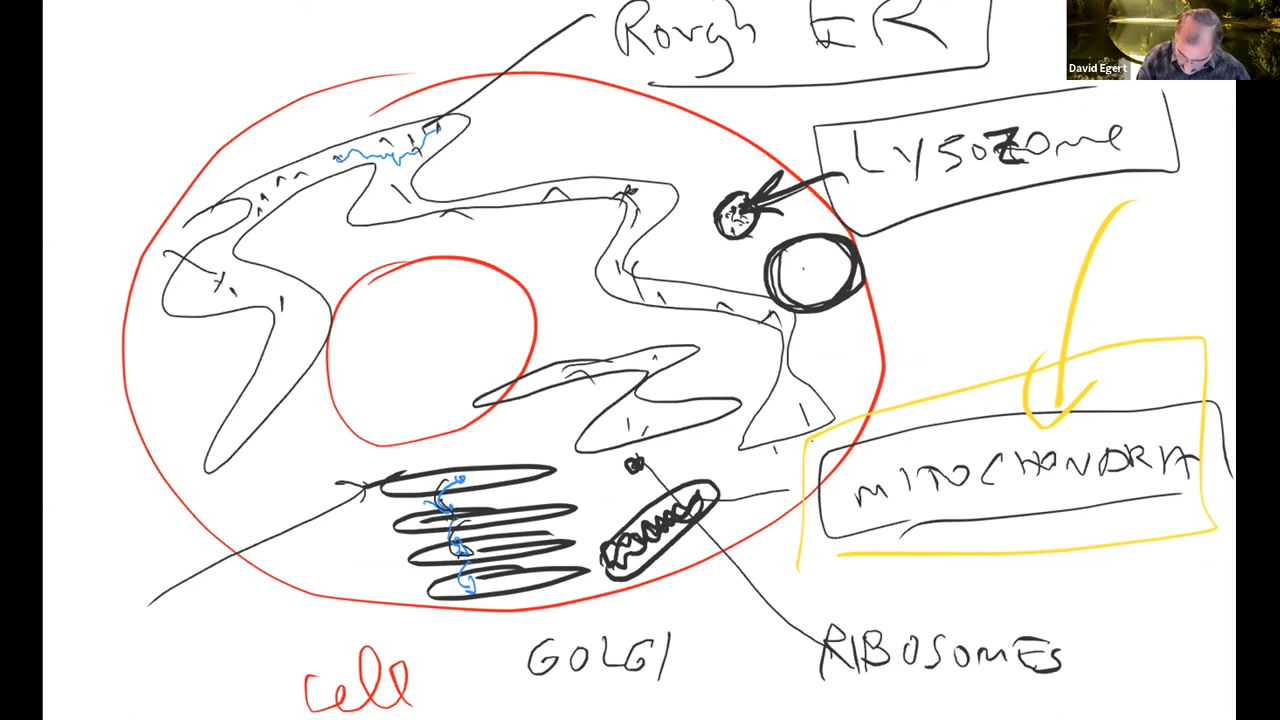 Rough ER
David Egert
LYSOZOME
MITOCHONDRIA
GOLGI
RIBOSOMES
Cell